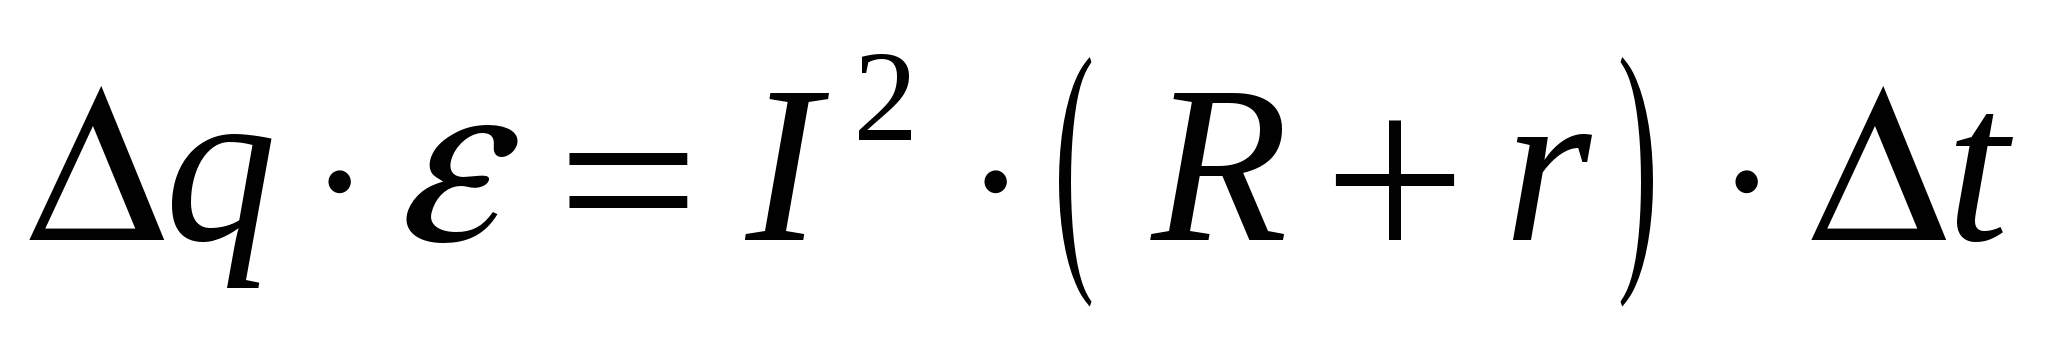 Δq · ε = I² · (R + r) · Δt